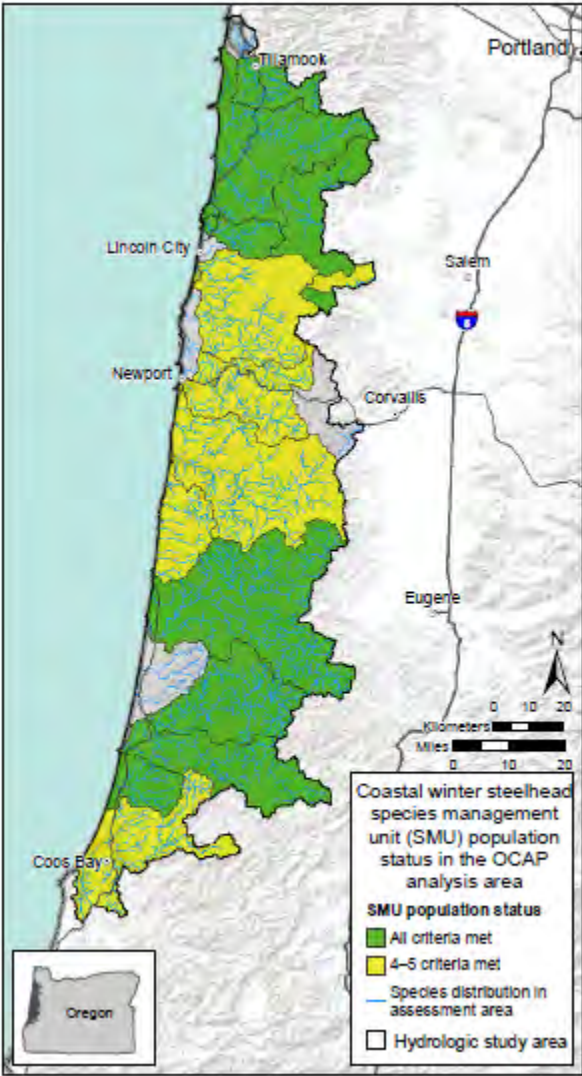 Portland
Tillamook
Lincoln City
Salem
5
Newport
Corvallis
Eugene
N
0 10 20
Kilometers
Miles
0 10 20
Coos Bay
Coastal winter steelhead
species management
unit (SMU) population
status in the OCAP
analysis area
SMU population status
All criteria met
4–5 criteria met
Species distribution in
assessment area
Hydrologic study area
Oregon